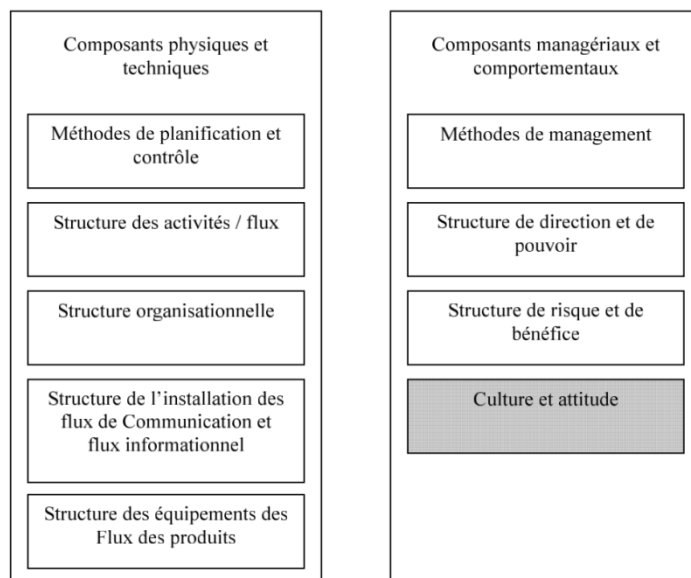 Composants physiques et
techniques
Méthodes de planification et
contrôle
Structure des activités / flux
Structure organisationnelle
Structure de l’installation des
flux de Communication et
flux informationnel
Structure des équipements des
Flux des produits
Composants managériaux et
comportementaux
Méthodes de management
Structure de direction et de
pouvoir
Structure de risque et de
bénéfice
Culture et attitude